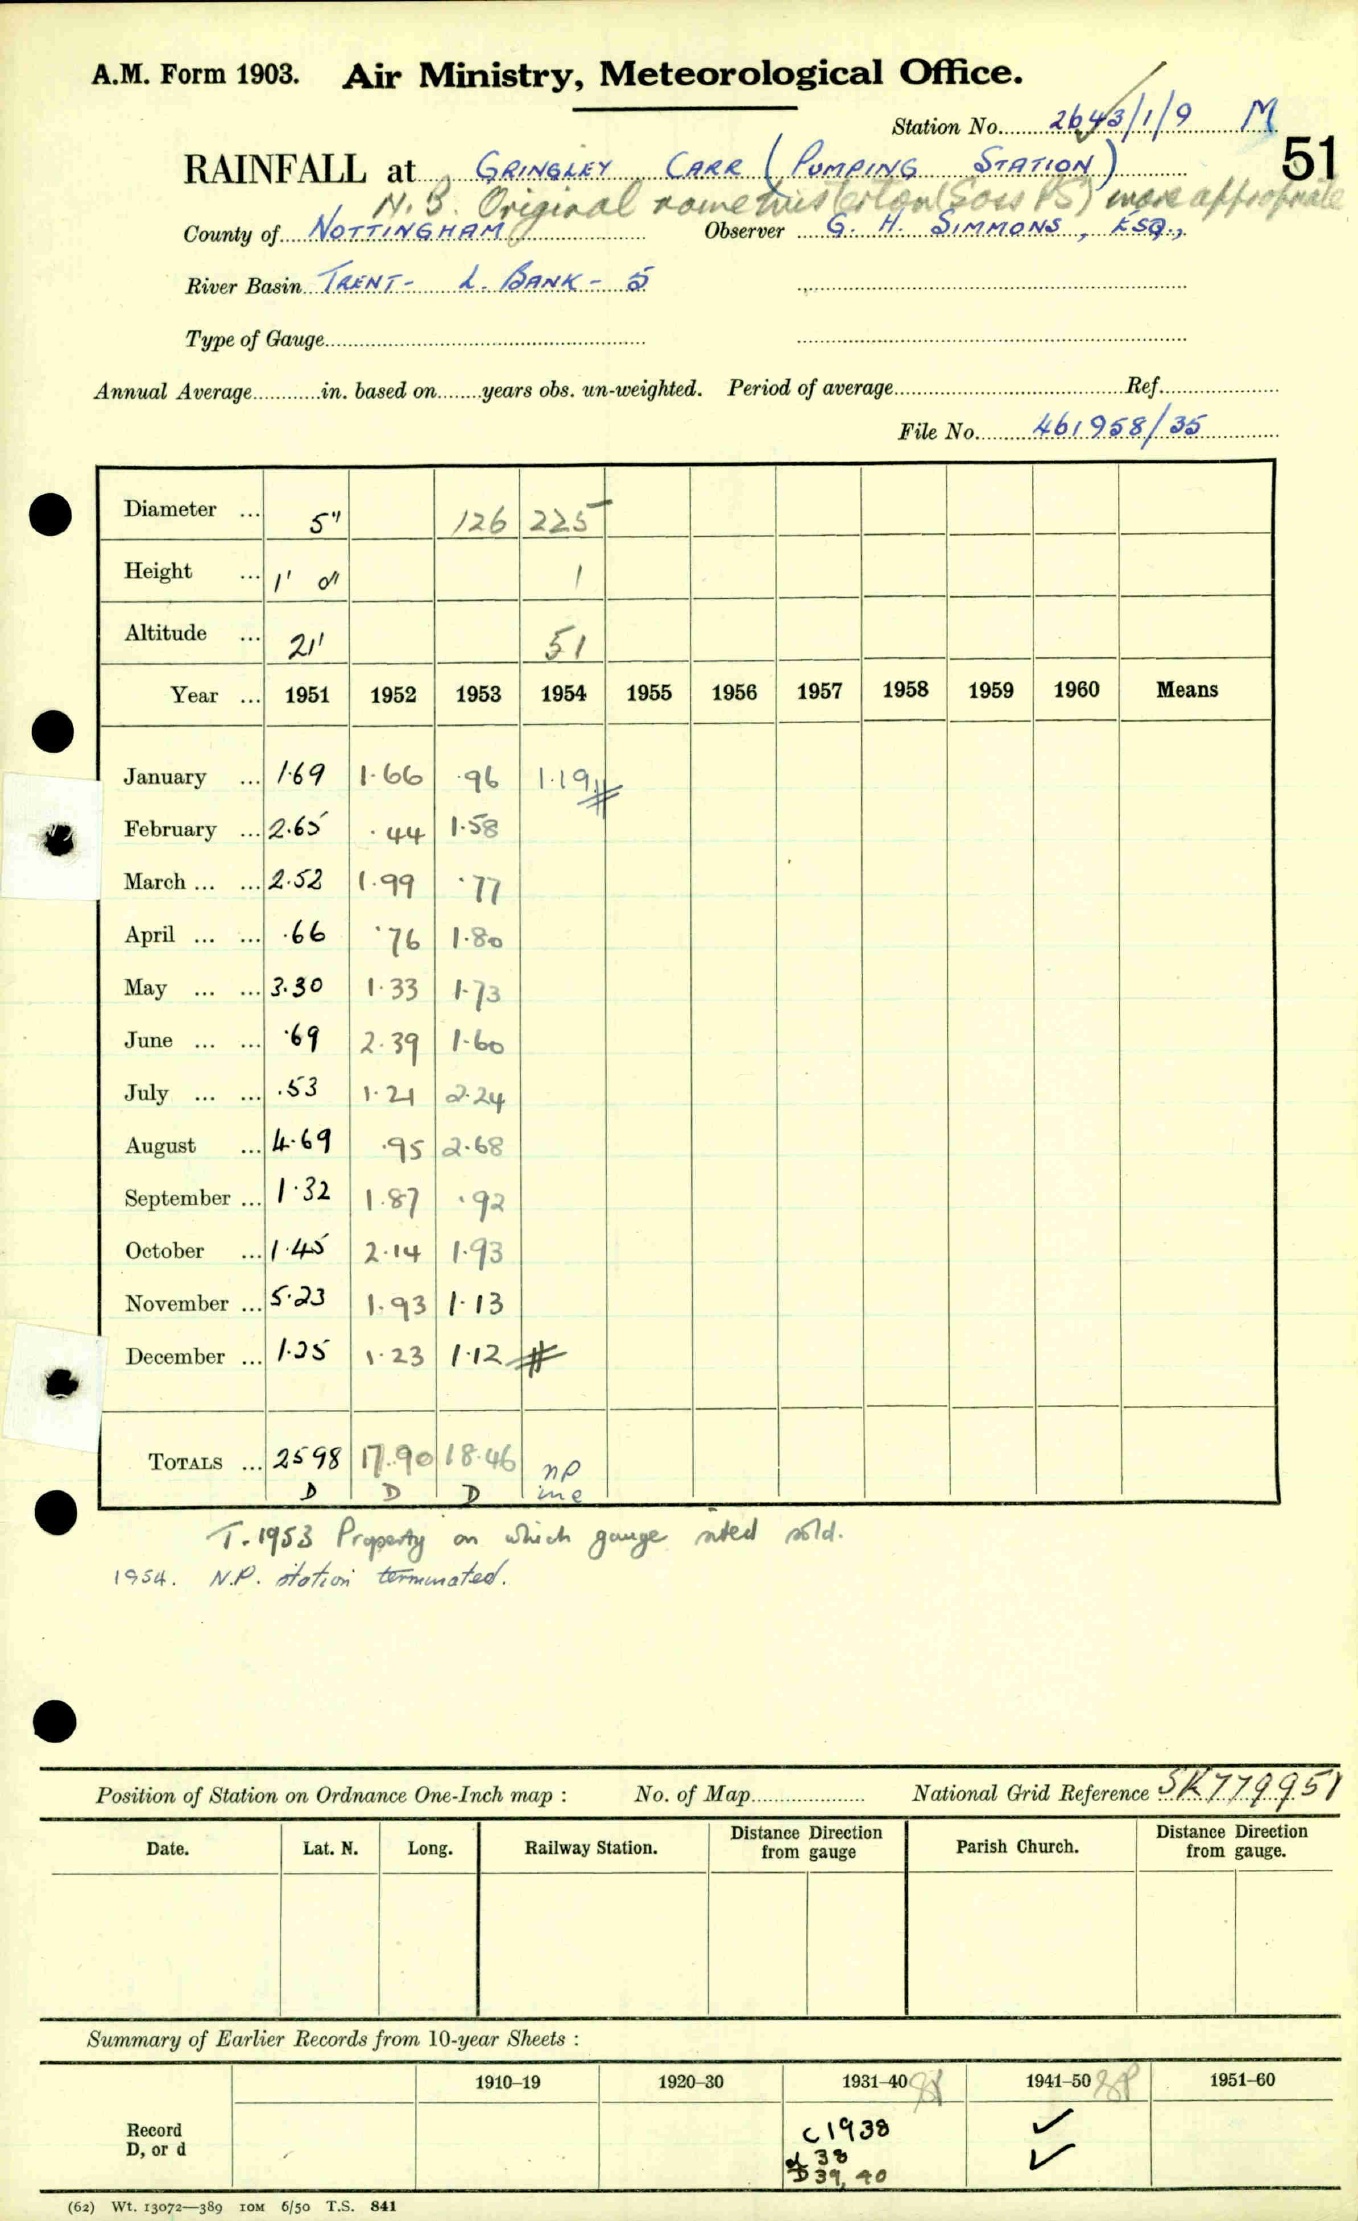 A.M. Form 1903. Air Ministry, Meteorological Office.
Station No. 2643/1/9 M
51
RAINFALL at GRINGLEY CARR (PUMPING STATION)
N.B. Original name Misterton (Soss PS) more appropriate
County of NOTTINGHAM Observer G. H. SIMMONS, ESQ.,
River Basin TRENT - L. BANK - 5
Type of Gauge
Annual Average in. based on years obs. un-weighted. Period of average Ref.
File No. 461958/35
Diameter ... 5" 126 225
Height ... 1' 0" 1
Altitude ... 21' 51
Year ... 1951 1952 1953 1954 1955 1956 1957 1958 1959 1960 Means
January ... 1.69 1.66 .96 1.19
February ... 2.65 .44 1.58
March ... ... 2.52 1.99 .77
April ... ... .66 .76 1.80
May ... ... 3.30 1.33 1.73
June ... ... .69 2.39 1.60
July ... ... .53 1.21 2.24
August ... 4.69 .95 2.68
September ... 1.32 1.87 .92
October ... 1.45 2.14 1.93
November ... 5.23 1.93 1.13
December ... 1.25 1.23 1.12 #
TOTALS ... 2598 17.90 18.46 np
D D D ine
T. 1953 Property on which gauge sited sold.
1954. N.P. station terminated.
Position of Station on Ordnance One-Inch map : No. of Map National Grid Reference SK779951
Date. Lat. N. Long. Railway Station. Distance from Direction gauge Parish Church. Distance from Direction gauge.
Summary of Earlier Records from 10-year Sheets :
1910–19 1920–30 1931–40 1941–50 1951–60
Record c 1938 ✓
D, or d d 38 ✓
D 39, 40
(62) Wt. 13072—389 10M 6/50 T.S. 841